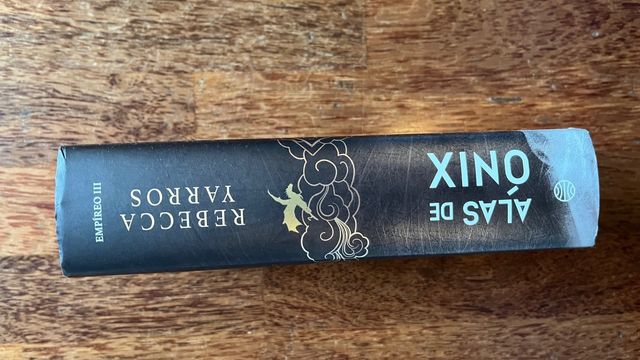 ALAS DE
ÓNIX
REBECCA
YARROS
EMPÍREO III